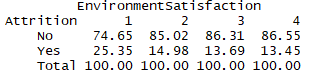 EnvironmentSatisfaction
Attrition 1 2 3 4
No 74.65 85.02 86.31 86.55
Yes 25.35 14.98 13.69 13.45
Total 100.00 100.00 100.00 100.00